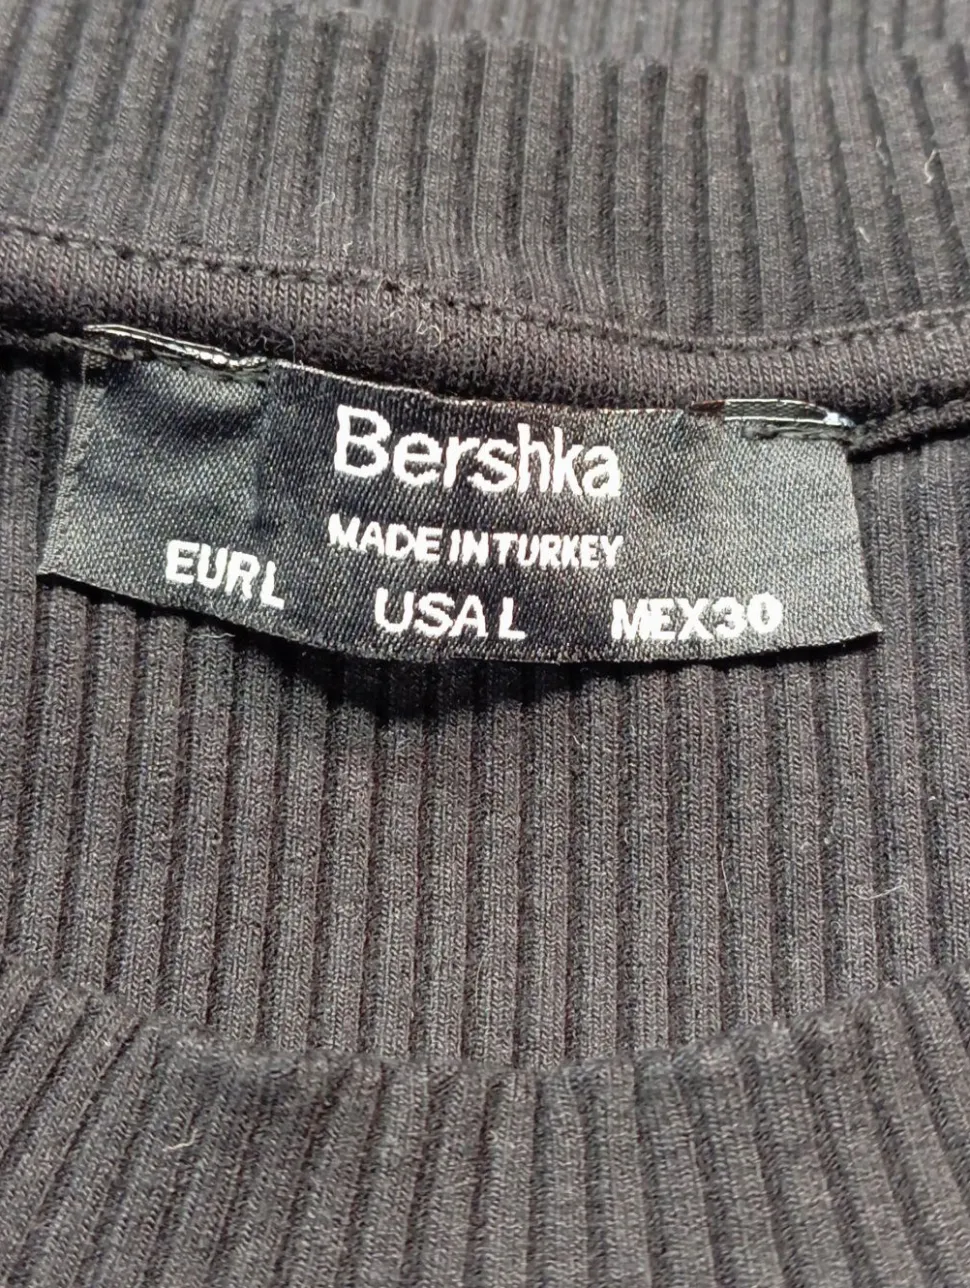 Bershka
MADE IN TURKEY
EUR L USA L MEX 30